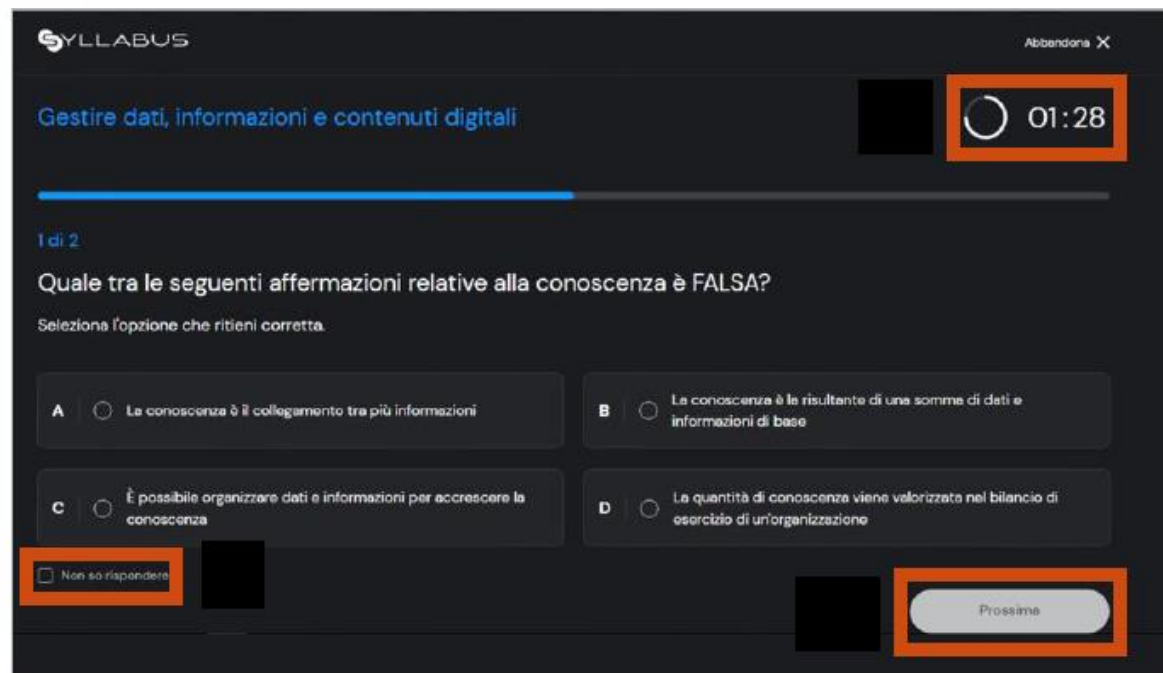 SYLLABUS
Abbandona X
Gestire dati, informazioni e contenuti digitali
01:28
1 di 2
Quale tra le seguenti affermazioni relative alla conoscenza è FALSA?
Seleziona l'opzione che ritieni corretta.
A La conoscenza è il collegamento tra più informazioni
B La conoscenza è la risultante di una somma di dati e
informazioni di base
C È possibile organizzare dati e informazioni per accrescere la
conoscenza
D La quantità di conoscenza viene valorizzata nel bilancio di
esercizio di un'organizzazione
Non so rispondere
Prossima